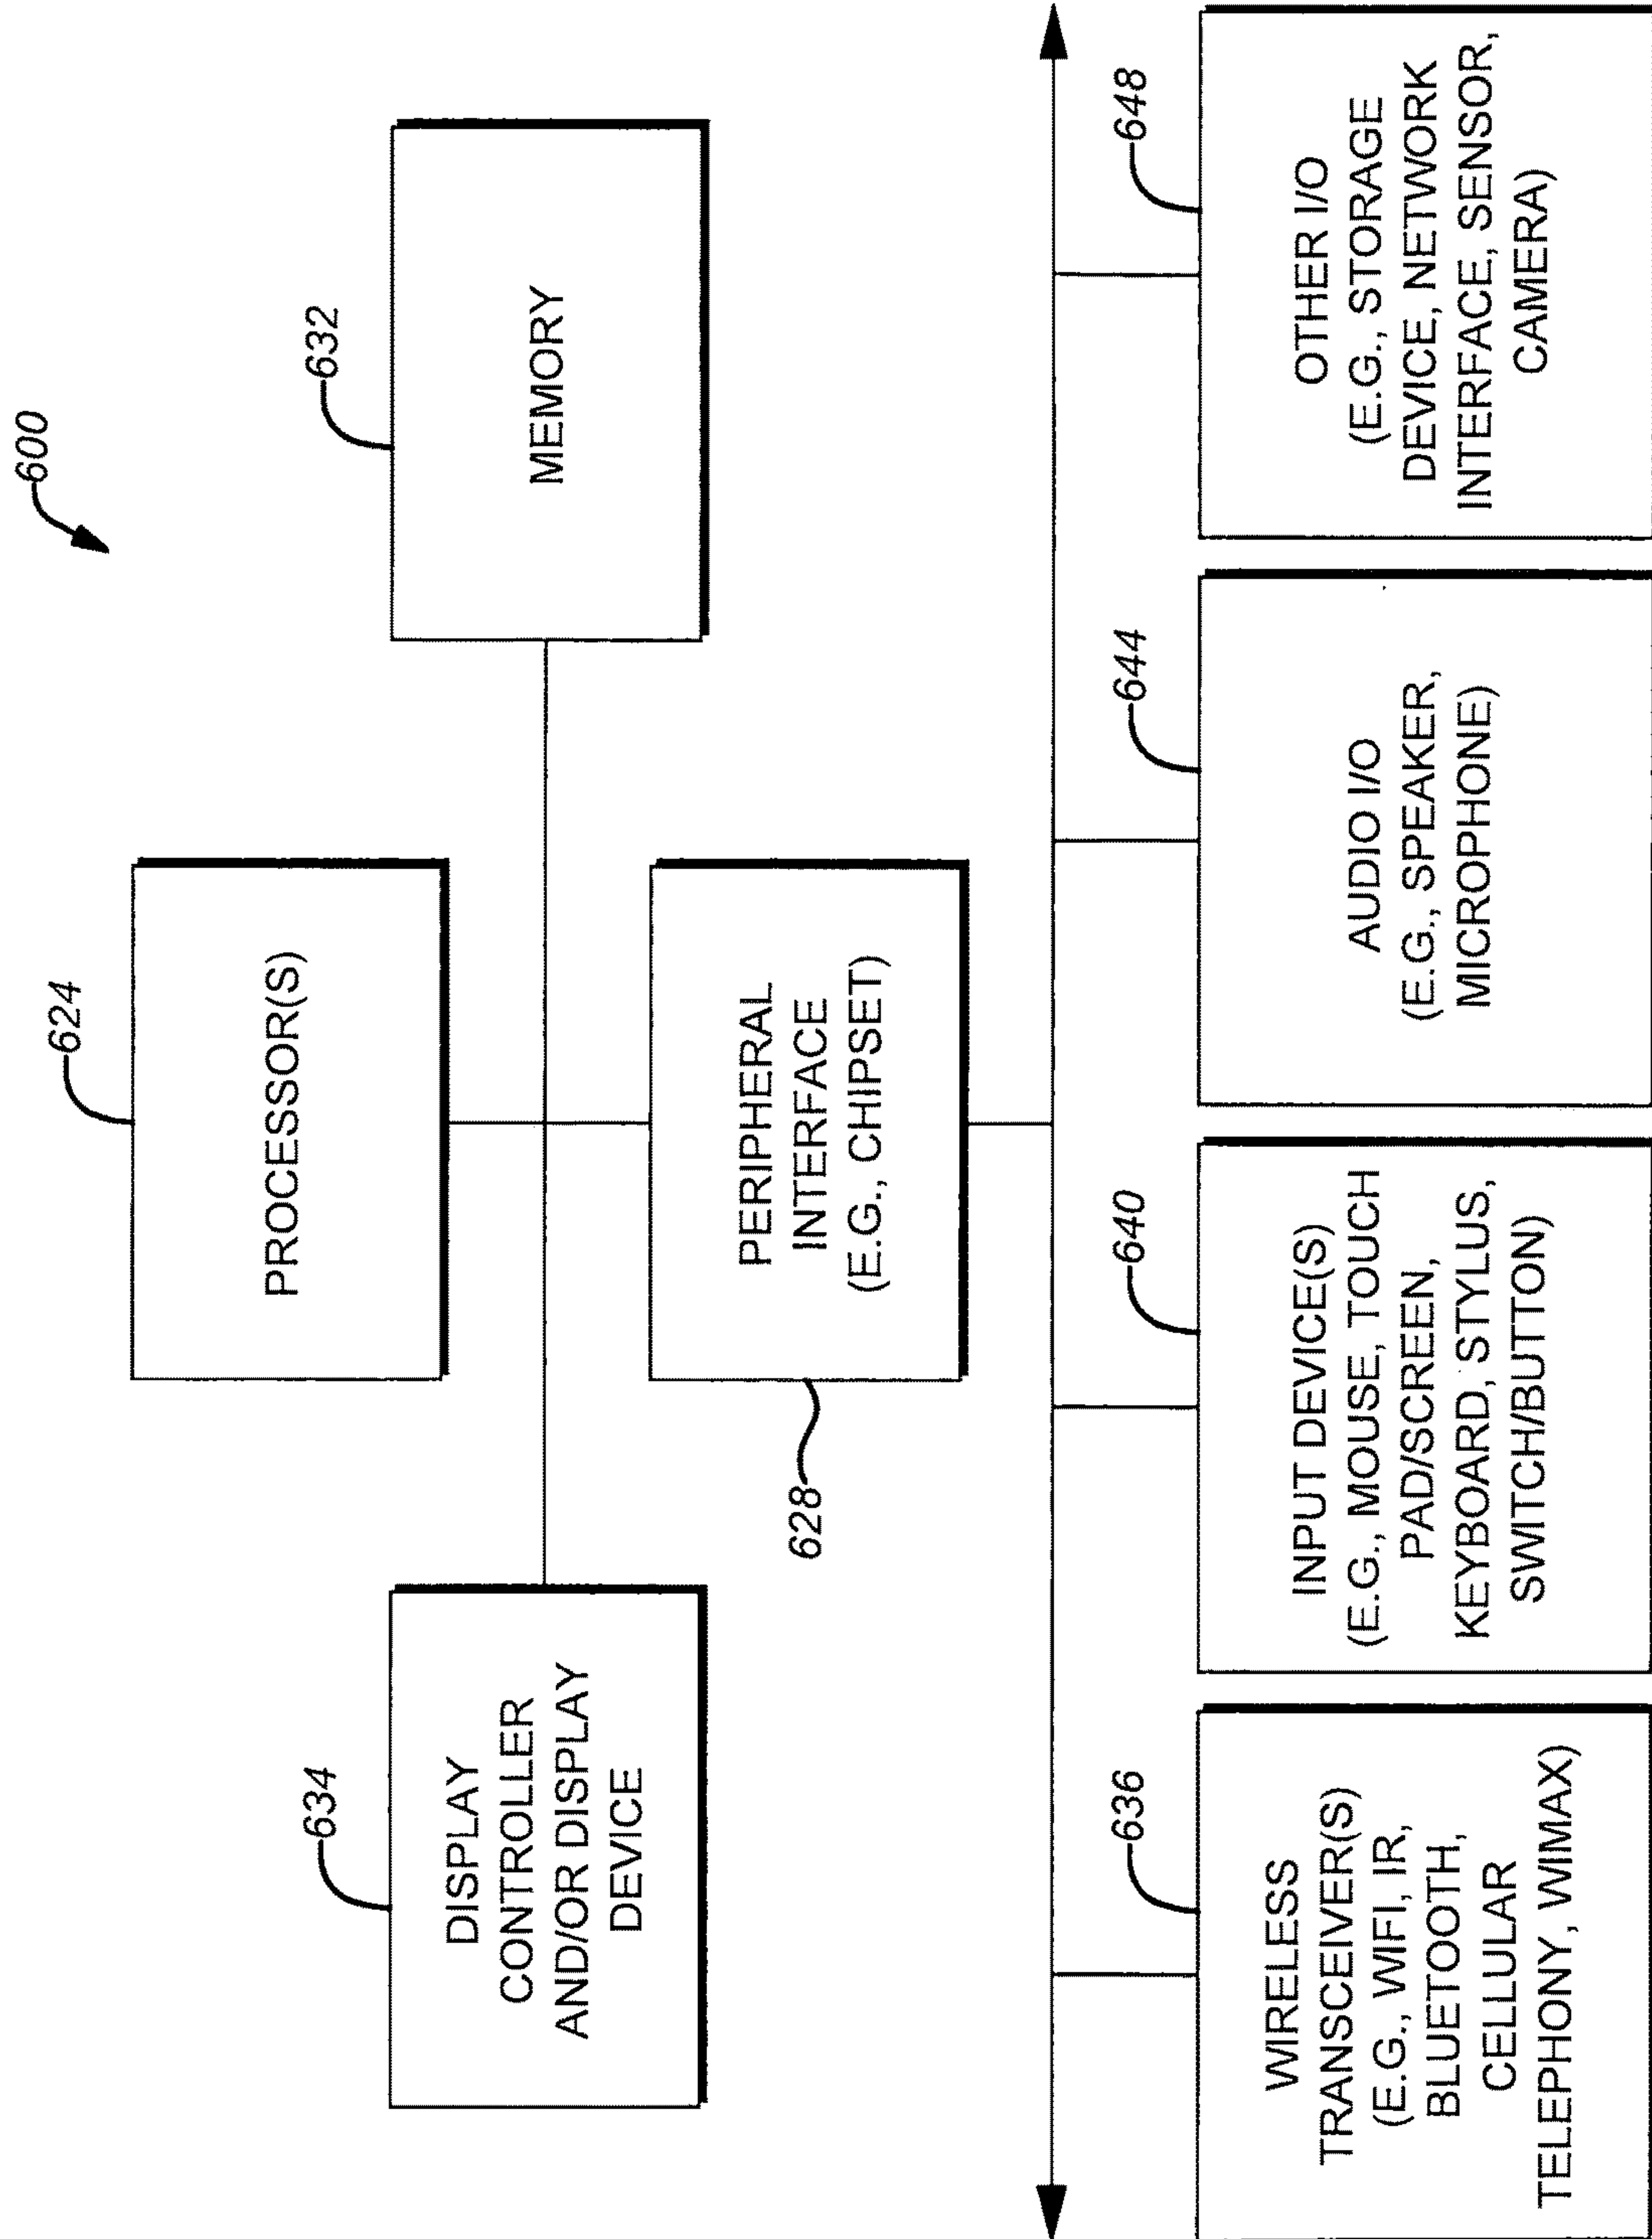 600
624
PROCESSOR(S)
634
DISPLAY
CONTROLLER
AND/OR DISPLAY
DEVICE
632
MEMORY
628
PERIPHERAL
INTERFACE
(E.G., CHIPSET)
636
WIRELESS
TRANSCEIVER(S)
(E.G., WIFI, IR,
BLUETOOTH,
CELLULAR
TELEPHONY, WIMAX)
640
INPUT DEVICE(S)
(E.G., MOUSE, TOUCH
PAD/SCREEN,
KEYBOARD, STYLUS,
SWITCH/BUTTON)
644
AUDIO I/O
(E.G., SPEAKER,
MICROPHONE)
648
OTHER I/O
(E.G., STORAGE
DEVICE, NETWORK
INTERFACE, SENSOR,
CAMERA)